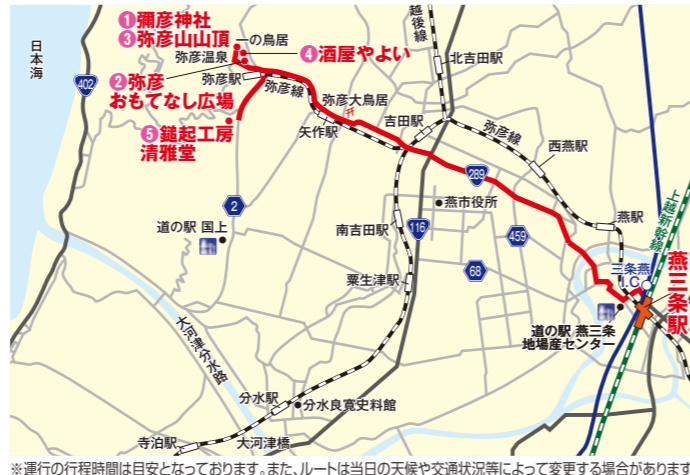 日本海
402
①彌彦神社
③弥彦山山頂
一の鳥居
④酒屋やよい
弥彦温泉
弥彦駅
②弥彦
おもてなし広場
弥彦線
⑤鎚起工房
清雅堂
越後線
北吉田駅
弥彦大鳥居
矢作駅
吉田駅
弥彦線
西燕駅
289
上越新幹線
2
道の駅 国上
燕市役所
燕駅
南吉田駅
116
459
68
三条燕
I.C
粟生津駅
燕三条駅
道の駅 燕三条
地場産センター
大河津分水路
分水駅
分水良寛史料館
寺泊駅
大河津橋
※運行の行程時間は目安となっております。また、ルートは当日の天候や交通状況等によって変更する場合があります